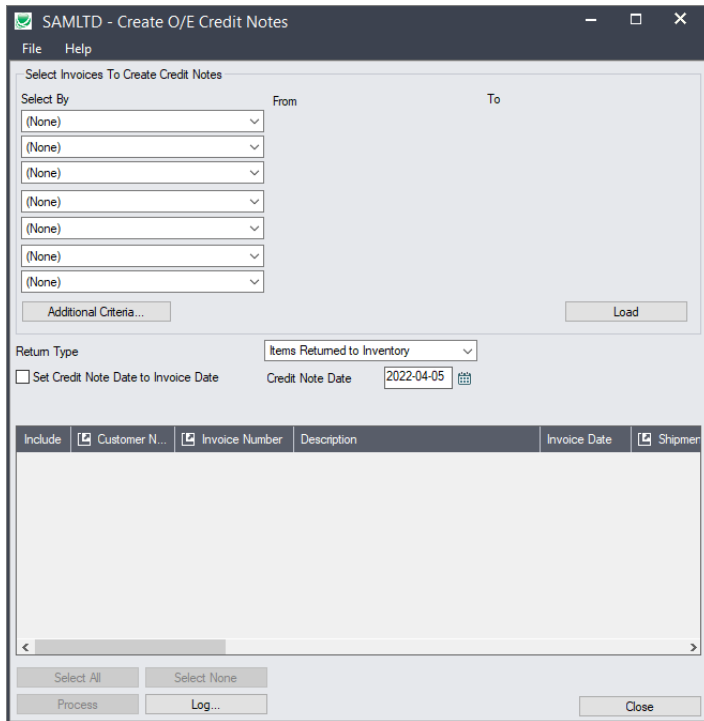 SAMLTD - Create O/E Credit Notes
File Help
Select Invoices To Create Credit Notes
Select By From To
(None)
(None)
(None)
(None)
(None)
(None)
(None)
Additional Criteria... Load
Return Type Items Returned to Inventory
Set Credit Note Date to Invoice Date Credit Note Date 2022-04-05
Include Customer N... Invoice Number Description Invoice Date Shipmen
Select All Select None
Process Log... Close